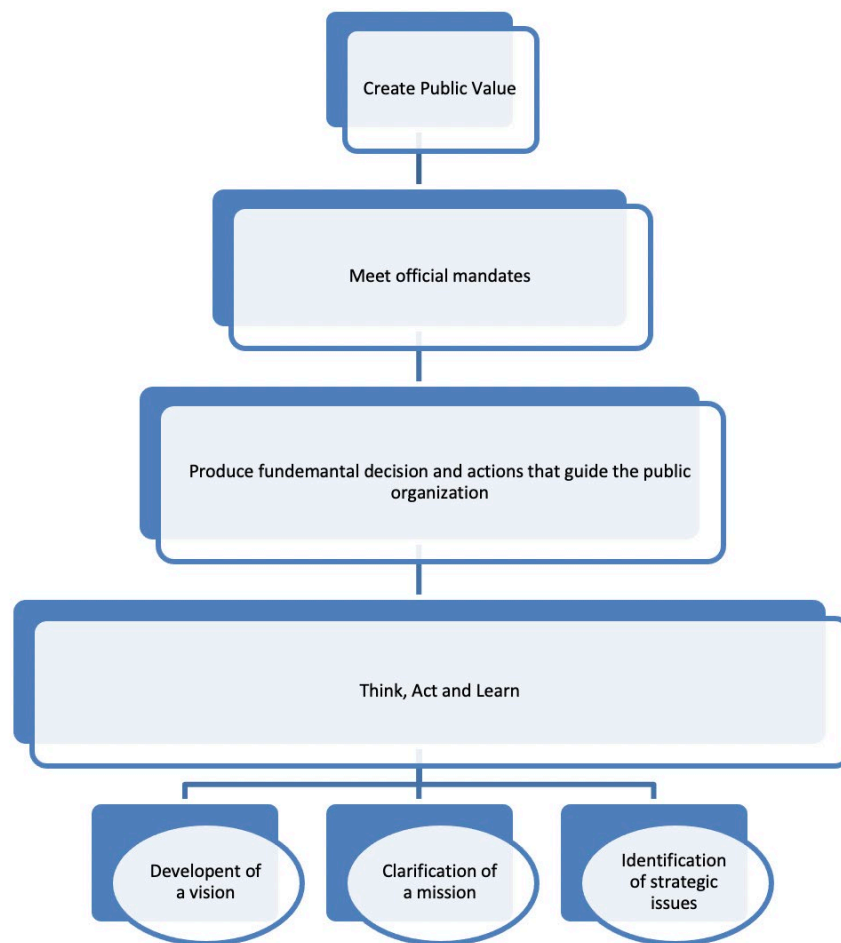 Create Public Value
Meet official mandates
Produce fundemantal decision and actions that guide the public
organization
Think, Act and Learn
Developent of
a vision
Clarification of
a mission
Identification
of strategic
issues